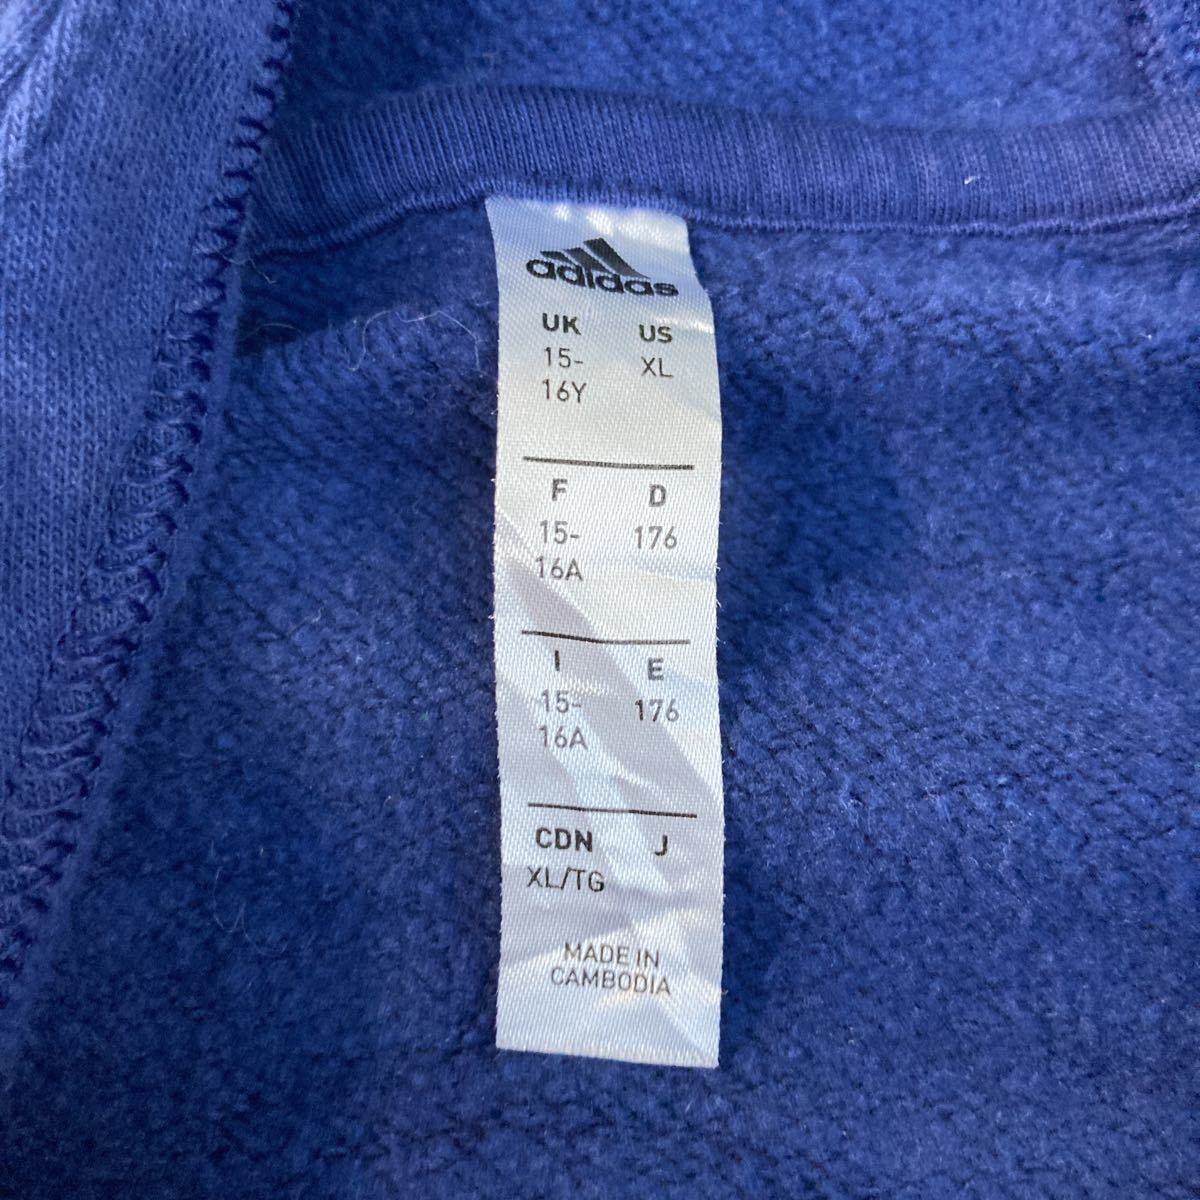 adidas
UK US
15- XL
16Y
F D
15- 176
16A
I E
15- 176
16A
CDN J
XL/TG
MADE IN
CAMBODIA